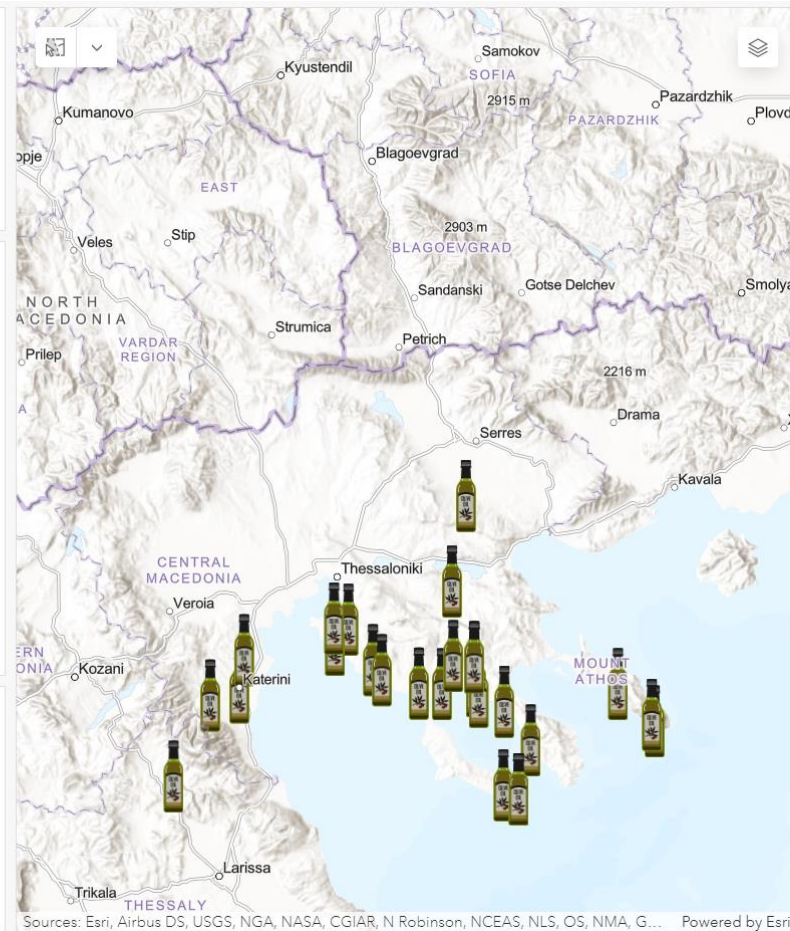 Samokov
Kyustendil
SOFIA
2915 m
Pazardzhik
Kumanovo
PAZARDZHIK
Plovd
opje
Blagoevgrad
EAST
2903 m
Stip
Veles
BLAGOEVGRAD
Sandanski
Gotse Delchev
Smolya
NORTH
ACEDONIA
Strumica
VARDAR
REGION
Petrich
Prilep
2216 m
A
Drama
Serres
Kavala
CENTRAL
MACEDONIA
Thessaloniki
Veroia
ERN
ONIA
Kozani
Katerini
MOUNT
ATHOS
Larissa
Trikala
THESSALY
Sources: Esri, Airbus DS, USGS, NGA, NASA, CGIAR, N Robinson, NCEAS, NLS, OS, NMA, G... Powered by Esri